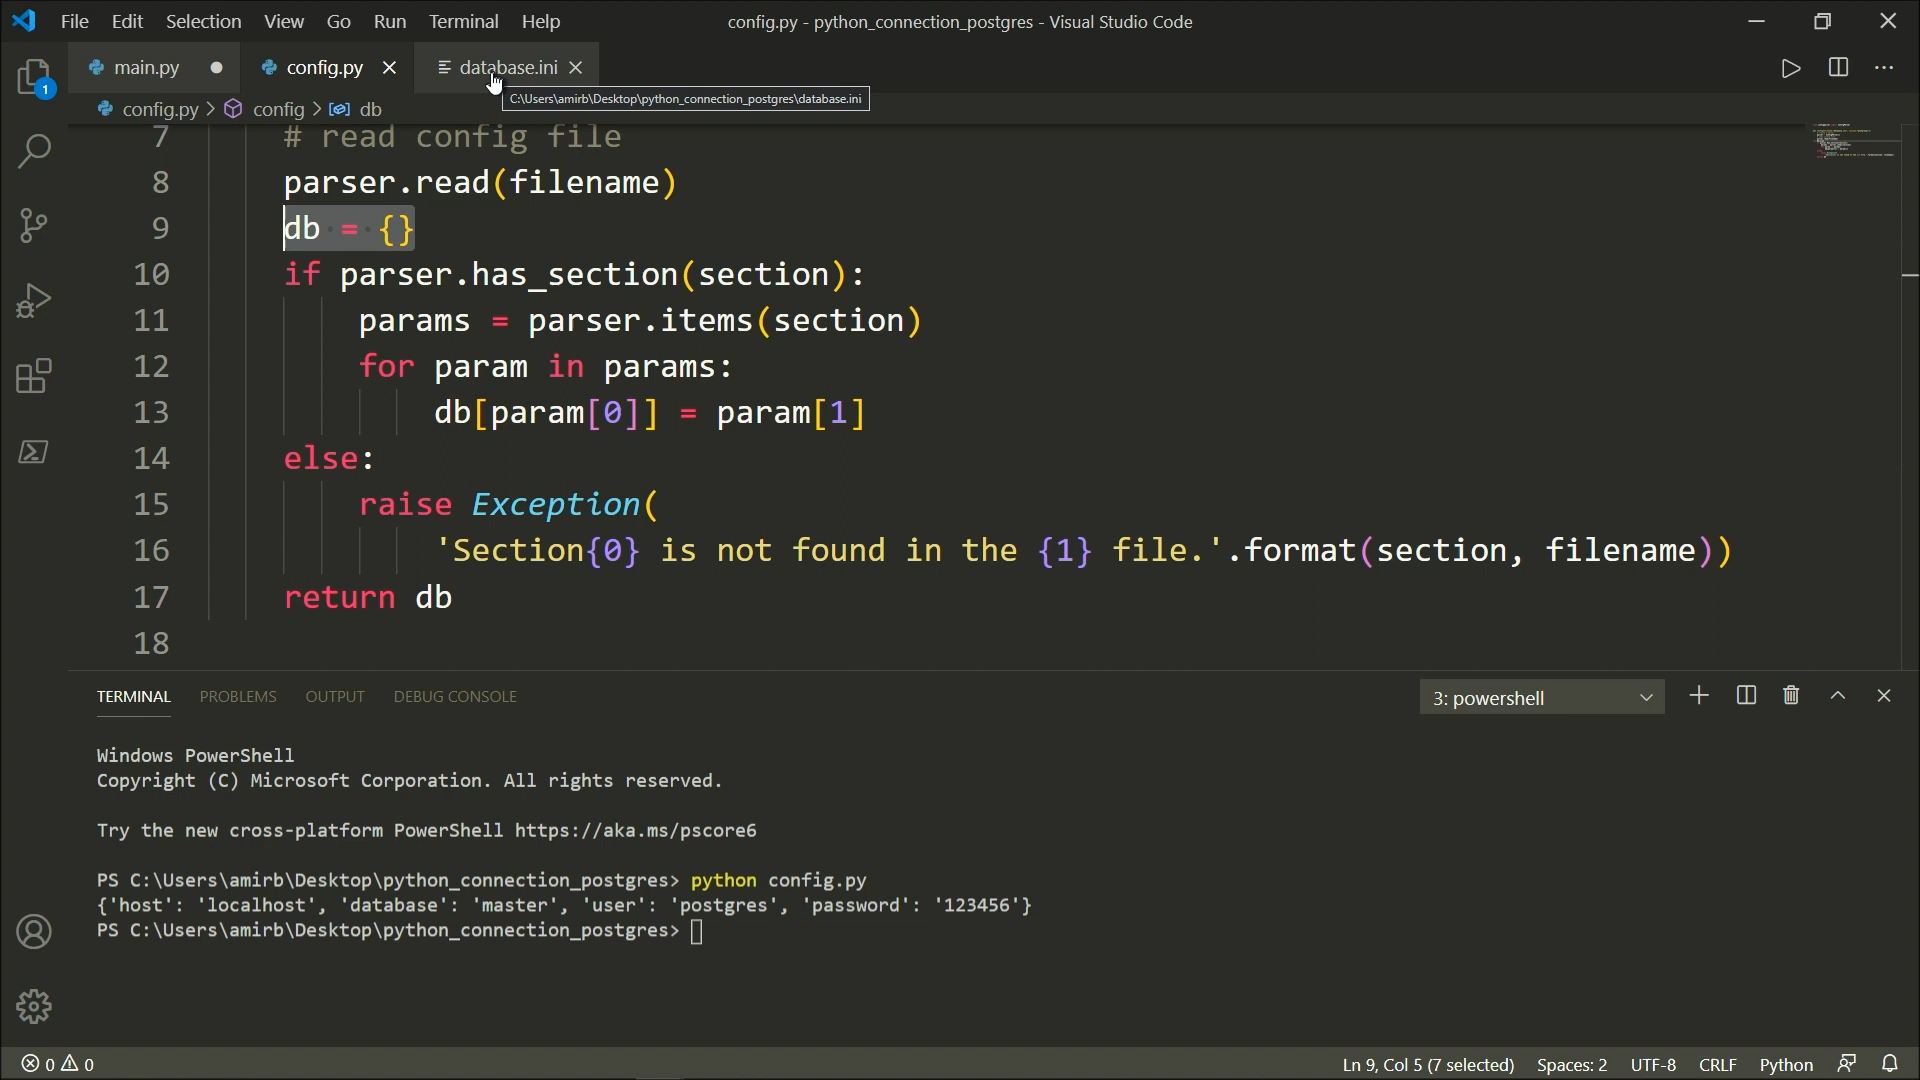 File Edit Selection View Go Run Terminal Help config.py - python_connection_postgres - Visual Studio Code
main.py config.py database.ini
1
C:\Users\amirb\Desktop\python_connection_postgres\database.ini
config.py > config > db
7 # read config file
8 parser.read(filename)
9 db = {}
10 if parser.has_section(section):
11 params = parser.items(section)
12 for param in params:
13 db[param[0]] = param[1]
14 else:
15 raise Exception(
16 'Section{0} is not found in the {1} file.'.format(section, filename))
17 return db
18
TERMINAL PROBLEMS OUTPUT DEBUG CONSOLE 3: powershell
Windows PowerShell
Copyright (C) Microsoft Corporation. All rights reserved.
Try the new cross-platform PowerShell https://aka.ms/pscore6
PS C:\Users\amirb\Desktop\python_connection_postgres> python config.py
{'host': 'localhost', 'database': 'master', 'user': 'postgres', 'password': '123456'}
PS C:\Users\amirb\Desktop\python_connection_postgres>
0 0 Ln 9, Col 5 (7 selected) Spaces: 2 UTF-8 CRLF Python